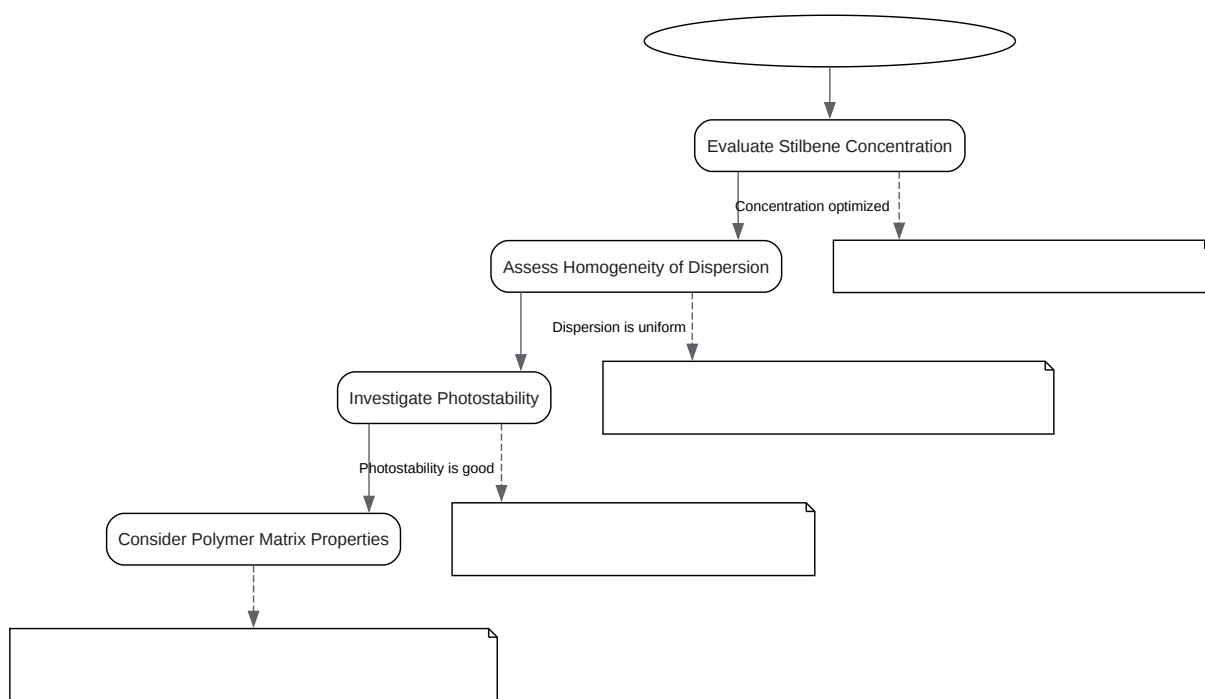 Evaluate Stilbene Concentration
Concentration optimized
Assess Homogeneity of Dispersion
Dispersion is uniform
Investigate Photostability
Photostability is good
Consider Polymer Matrix Properties